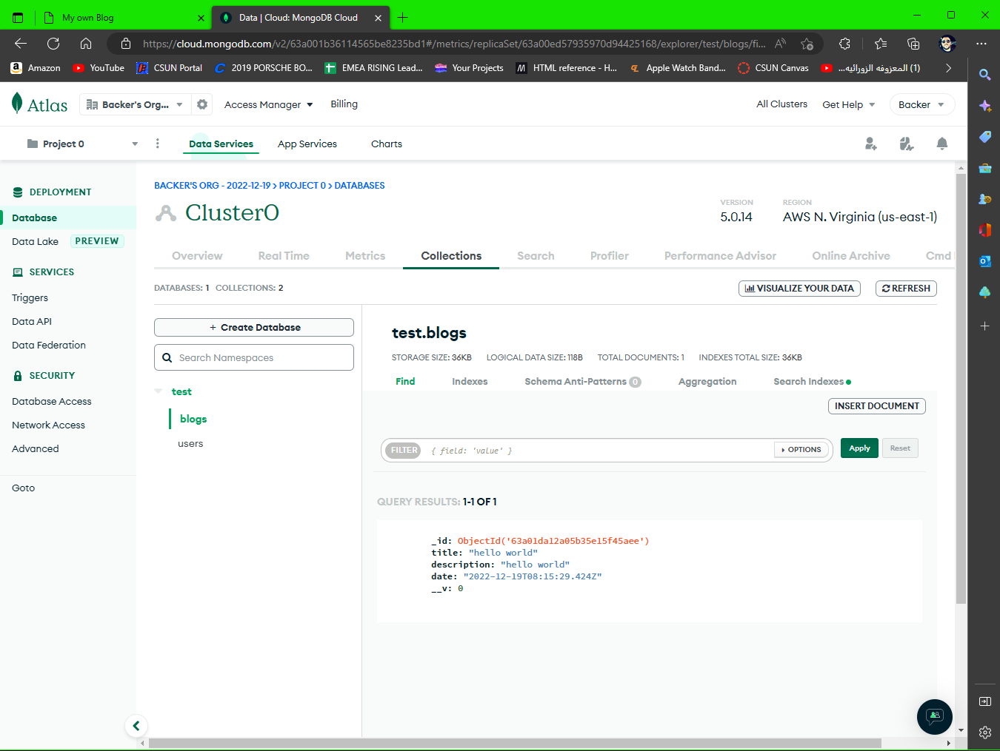 My own Blog
Data | Cloud: MongoDB Cloud
https://cloud.mongodb.com/v2/63a001b36114565be8235bd1#/metrics/replicaSet/63a00ed57935970d94425168/explorer/test/blogs/fi...
Amazon
YouTube
CSUN Portal
2019 PORSCHE BO...
EMEA RISING Lead...
Your Projects
HTML reference - H...
Apple Watch Band...
CSUN Canvas
(1) المعزوفه الزورائيه...
Atlas
Backer's Org...
Access Manager
Billing
All Clusters
Get Help
Backer
Project 0
Data Services
App Services
Charts
DEPLOYMENT
Database
Data Lake PREVIEW
SERVICES
Triggers
Data API
Data Federation
SECURITY
Database Access
Network Access
Advanced
Goto
BACKER'S ORG - 2022-12-19 > PROJECT 0 > DATABASES
Cluster0
VERSION
5.0.14
REGION
AWS N. Virginia (us-east-1)
Overview
Real Time
Metrics
Collections
Search
Profiler
Performance Advisor
Online Archive
Cmd
DATABASES: 1 COLLECTIONS: 2
VISUALIZE YOUR DATA
REFRESH
+ Create Database
Search Namespaces
test
blogs
users
test.blogs
STORAGE SIZE: 36KB LOGICAL DATA SIZE: 118B TOTAL DOCUMENTS: 1 INDEXES TOTAL SIZE: 36KB
Find
Indexes
Schema Anti-Patterns 0
Aggregation
Search Indexes
INSERT DOCUMENT
FILTER { field: 'value' }
OPTIONS
Apply
Reset
QUERY RESULTS: 1-1 OF 1
_id: ObjectId('63a01da12a05b35e15f45aee')
title: "hello world"
description: "hello world"
date: "2022-12-19T08:15:29.424Z"
__v: 0